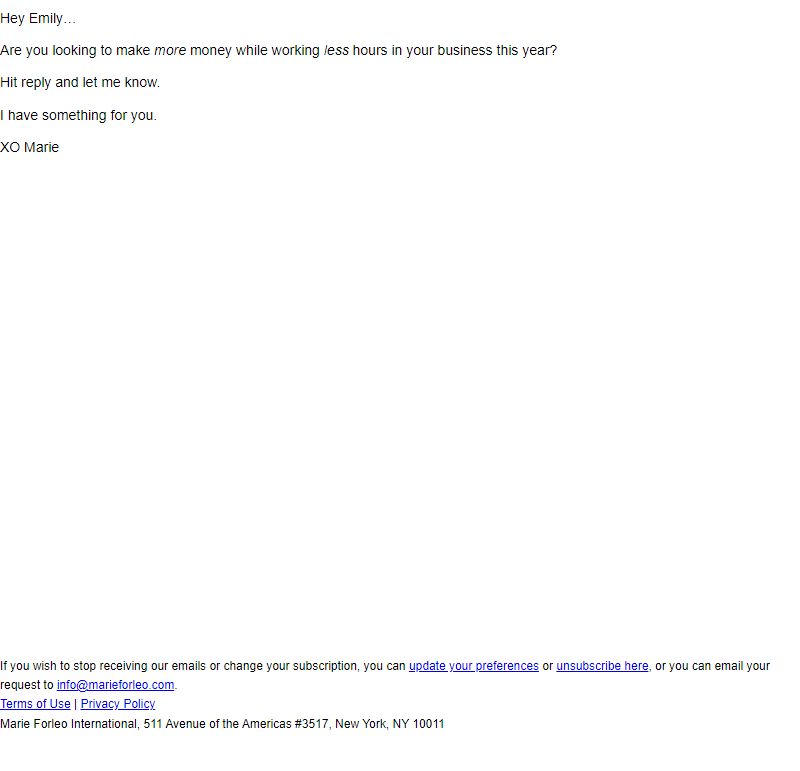 Hey Emily…
Are you looking to make more money while working less hours in your business this year?
Hit reply and let me know.
I have something for you.
XO Marie
If you wish to stop receiving our emails or change your subscription, you can update your preferences or unsubscribe here, or you can email your
request to info@marieforleo.com.
Terms of Use | Privacy Policy
Marie Forleo International, 511 Avenue of the Americas #3517, New York, NY 10011